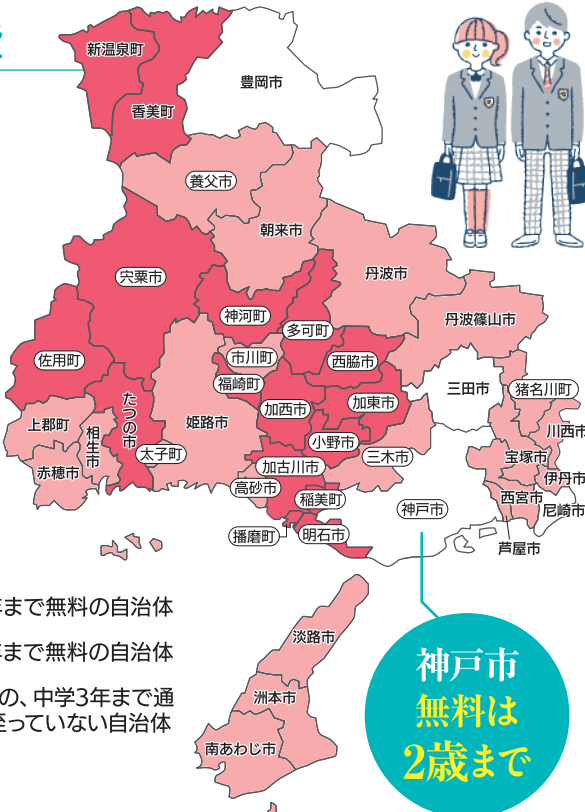 新温泉町
豊岡市
香美町
養父市
朝来市
宍粟市
丹波市
神河町
多可町
丹波篠山市
佐用町
市川町
西脇市
福崎町
三田市
猪名川町
たつの市
加西市
加東市
上郡町
相生市
姫路市
川西市
小野市
太子町
三木市
宝塚市
赤穂市
加古川市
伊丹市
高砂市
稲美町
西宮市
神戸市
尼崎市
播磨町
明石市
芦屋市
まで無料の自治体
淡路市
まで無料の自治体
神戸市
の、中学3年まで通
洲本市
無料は
至っていない自治体
南あわじ市
2歳まで